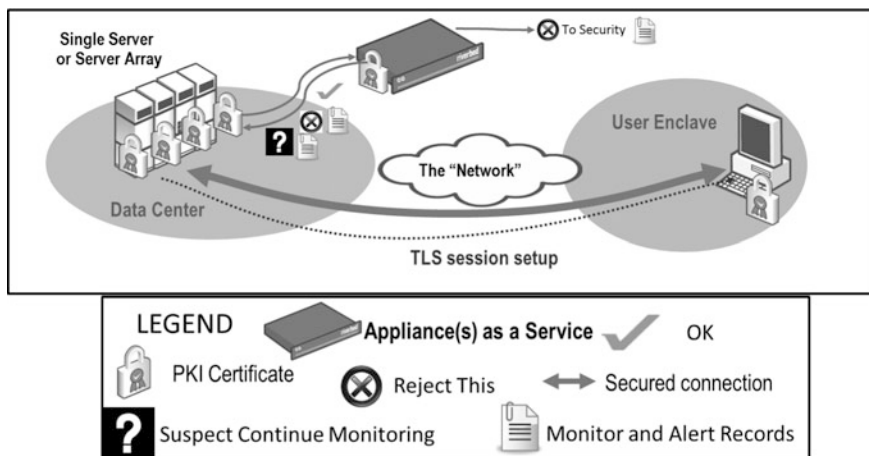 Single Server
or Server Array
To Security
User Enclave
The “Network”
Data Center
TLS session setup
LEGEND
Appliance(s) as a Service
OK
PKI Certificate
Reject This
Secured connection
?
Suspect Continue Monitoring
Monitor and Alert Records